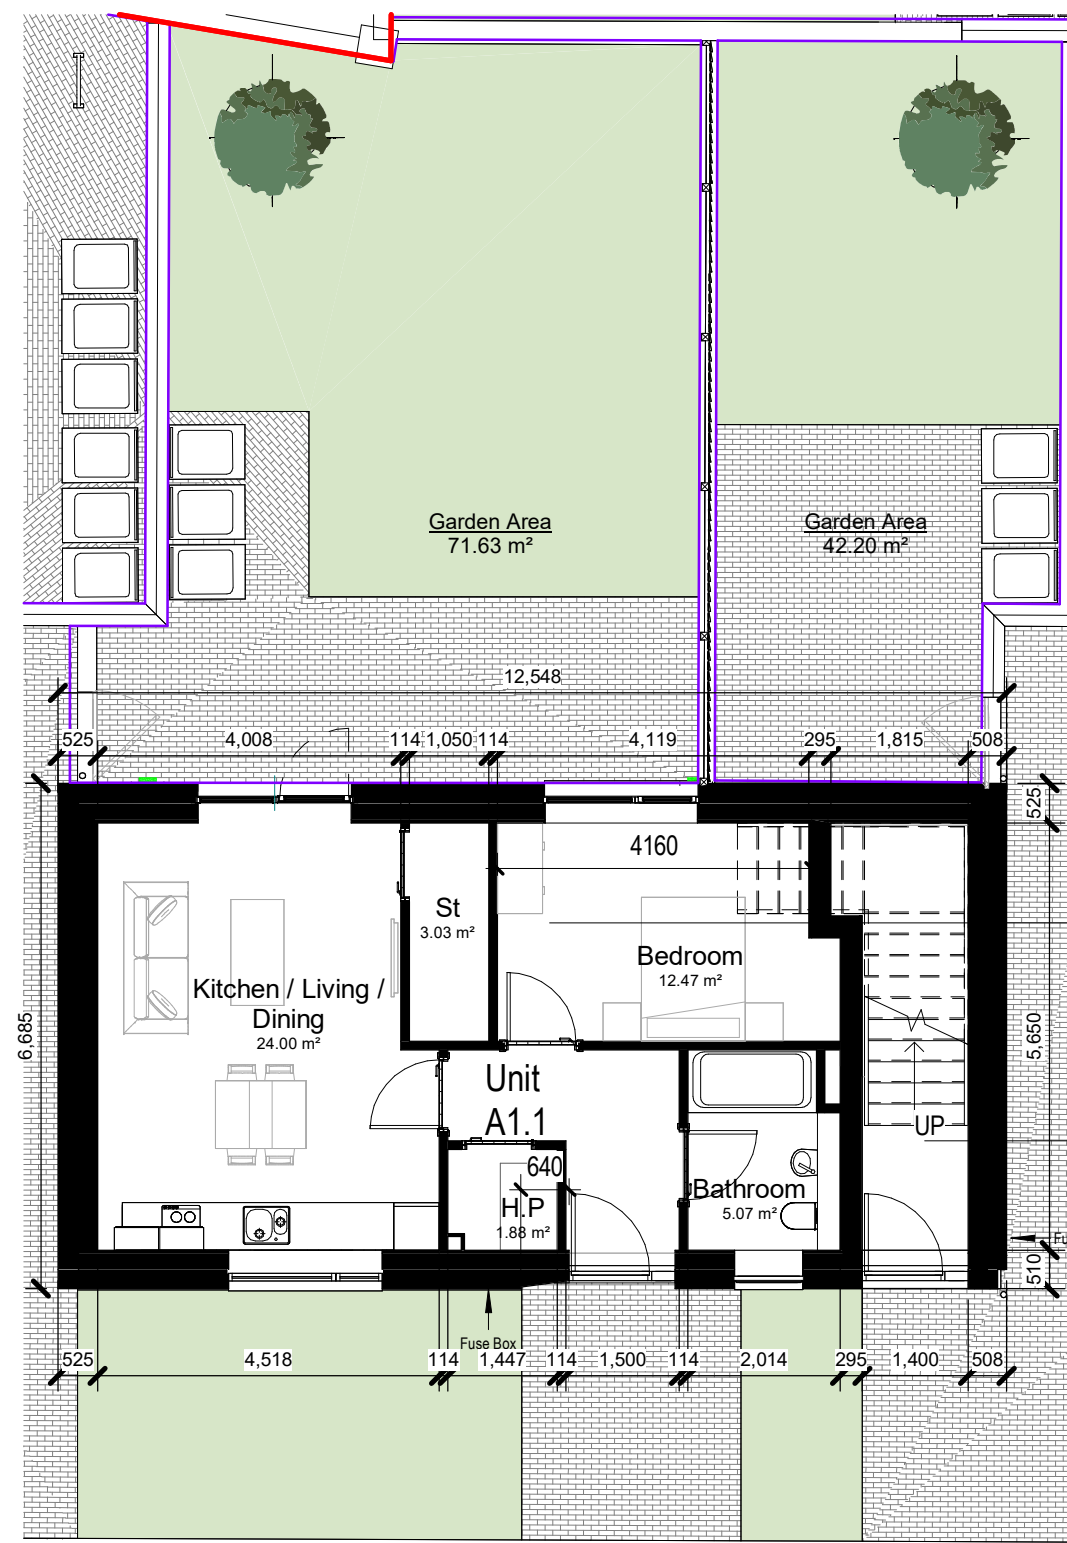 Garden Area
71.63 m²
Garden Area
42.20 m²
12,548
525
4,008
114
1,050
114
4,119
295
1,815
508
525
4160
St
3.03 m²
Bedroom
12.47 m²
Kitchen / Living /
Dining
24.00 m²
6,685
5,650
Unit
A1.1
UP
640
H.P
1.88 m²
Bathroom
5.07 m²
510
Fuse Box
525
4,518
114
1,447
114
1,500
114
2,014
295
1,400
508